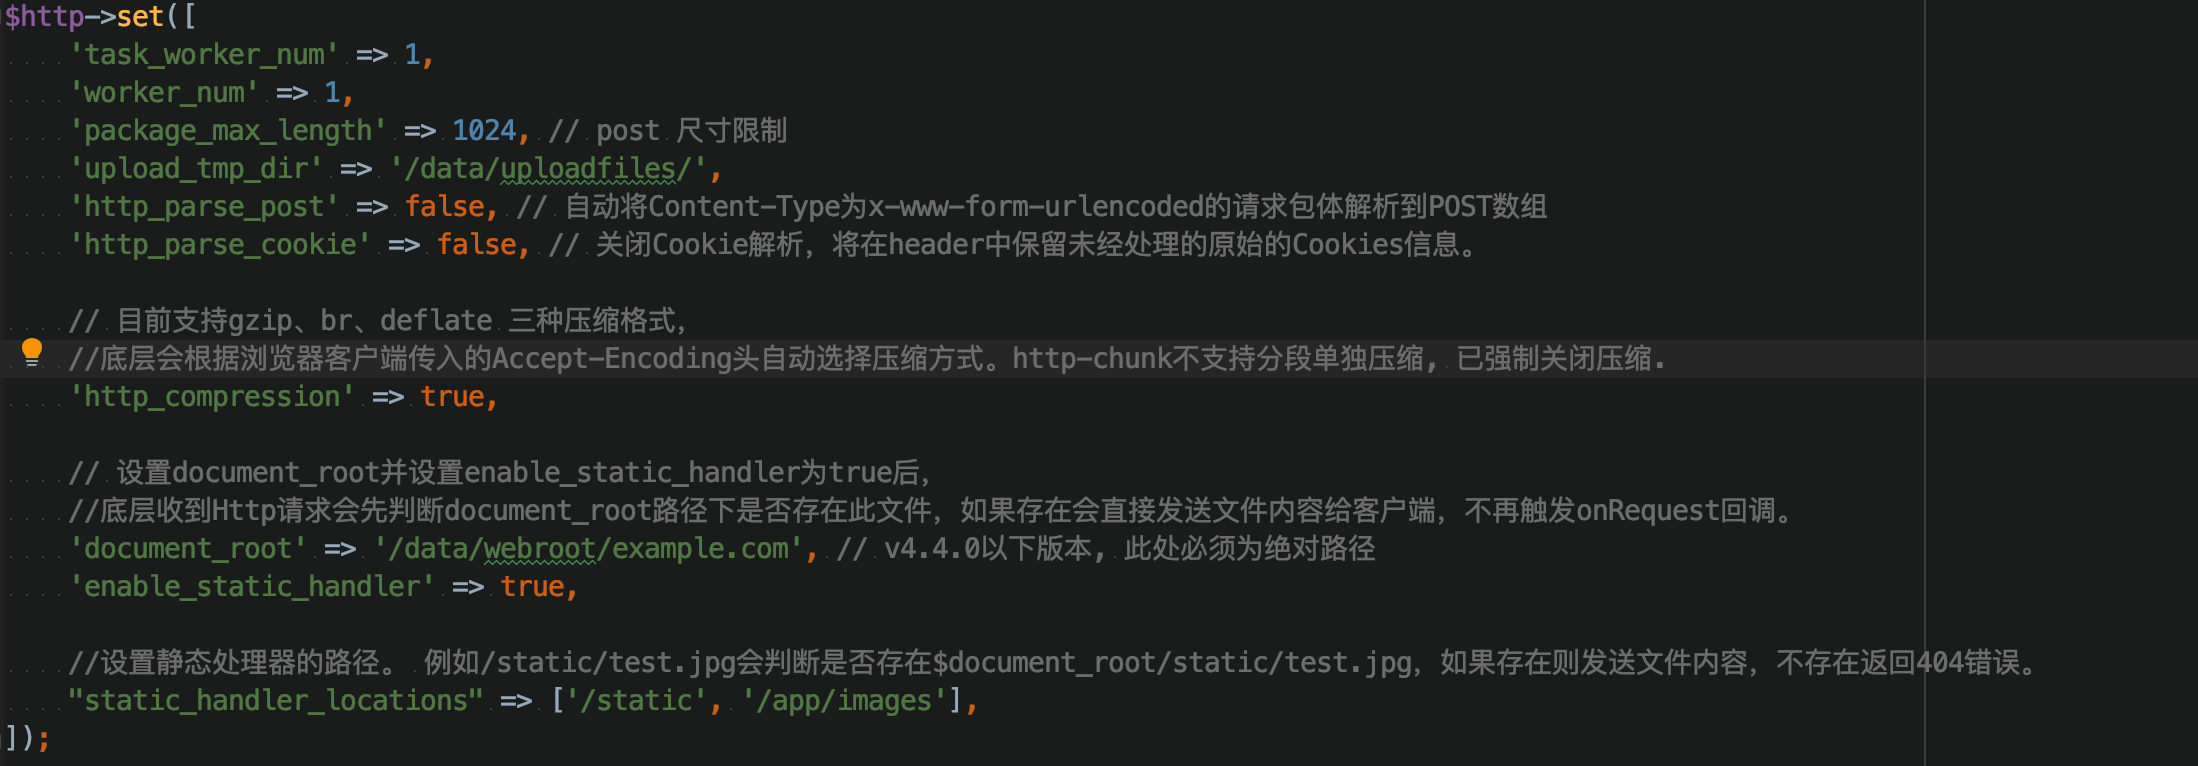 $http->set([
'task_worker_num' => 1,
'worker_num' => 1,
'package_max_length' => 1024, // post 尺寸限制
'upload_tmp_dir' => '/data/uploadfiles/',
'http_parse_post' => false, // 自动将Content-Type为x-www-form-urlencoded的请求包体解析到POST数组
'http_parse_cookie' => false, // 关闭Cookie解析，将在header中保留未经处理的原始的Cookies信息。
// 目前支持gzip、br、deflate 三种压缩格式，
//底层会根据浏览器客户端传入的Accept-Encoding头自动选择压缩方式。http-chunk不支持分段单独压缩, 已强制关闭压缩.
'http_compression' => true,
// 设置document_root并设置enable_static_handler为true后，
//底层收到Http请求会先判断document_root路径下是否存在此文件，如果存在会直接发送文件内容给客户端，不再触发onRequest回调。
'document_root' => '/data/webroot/example.com', // v4.4.0以下版本, 此处必须为绝对路径
'enable_static_handler' => true,
//设置静态处理器的路径。 例如/static/test.jpg会判断是否存在$document_root/static/test.jpg，如果存在则发送文件内容，不存在返回404错误。
"static_handler_locations" => ['/static', '/app/images'],
]);